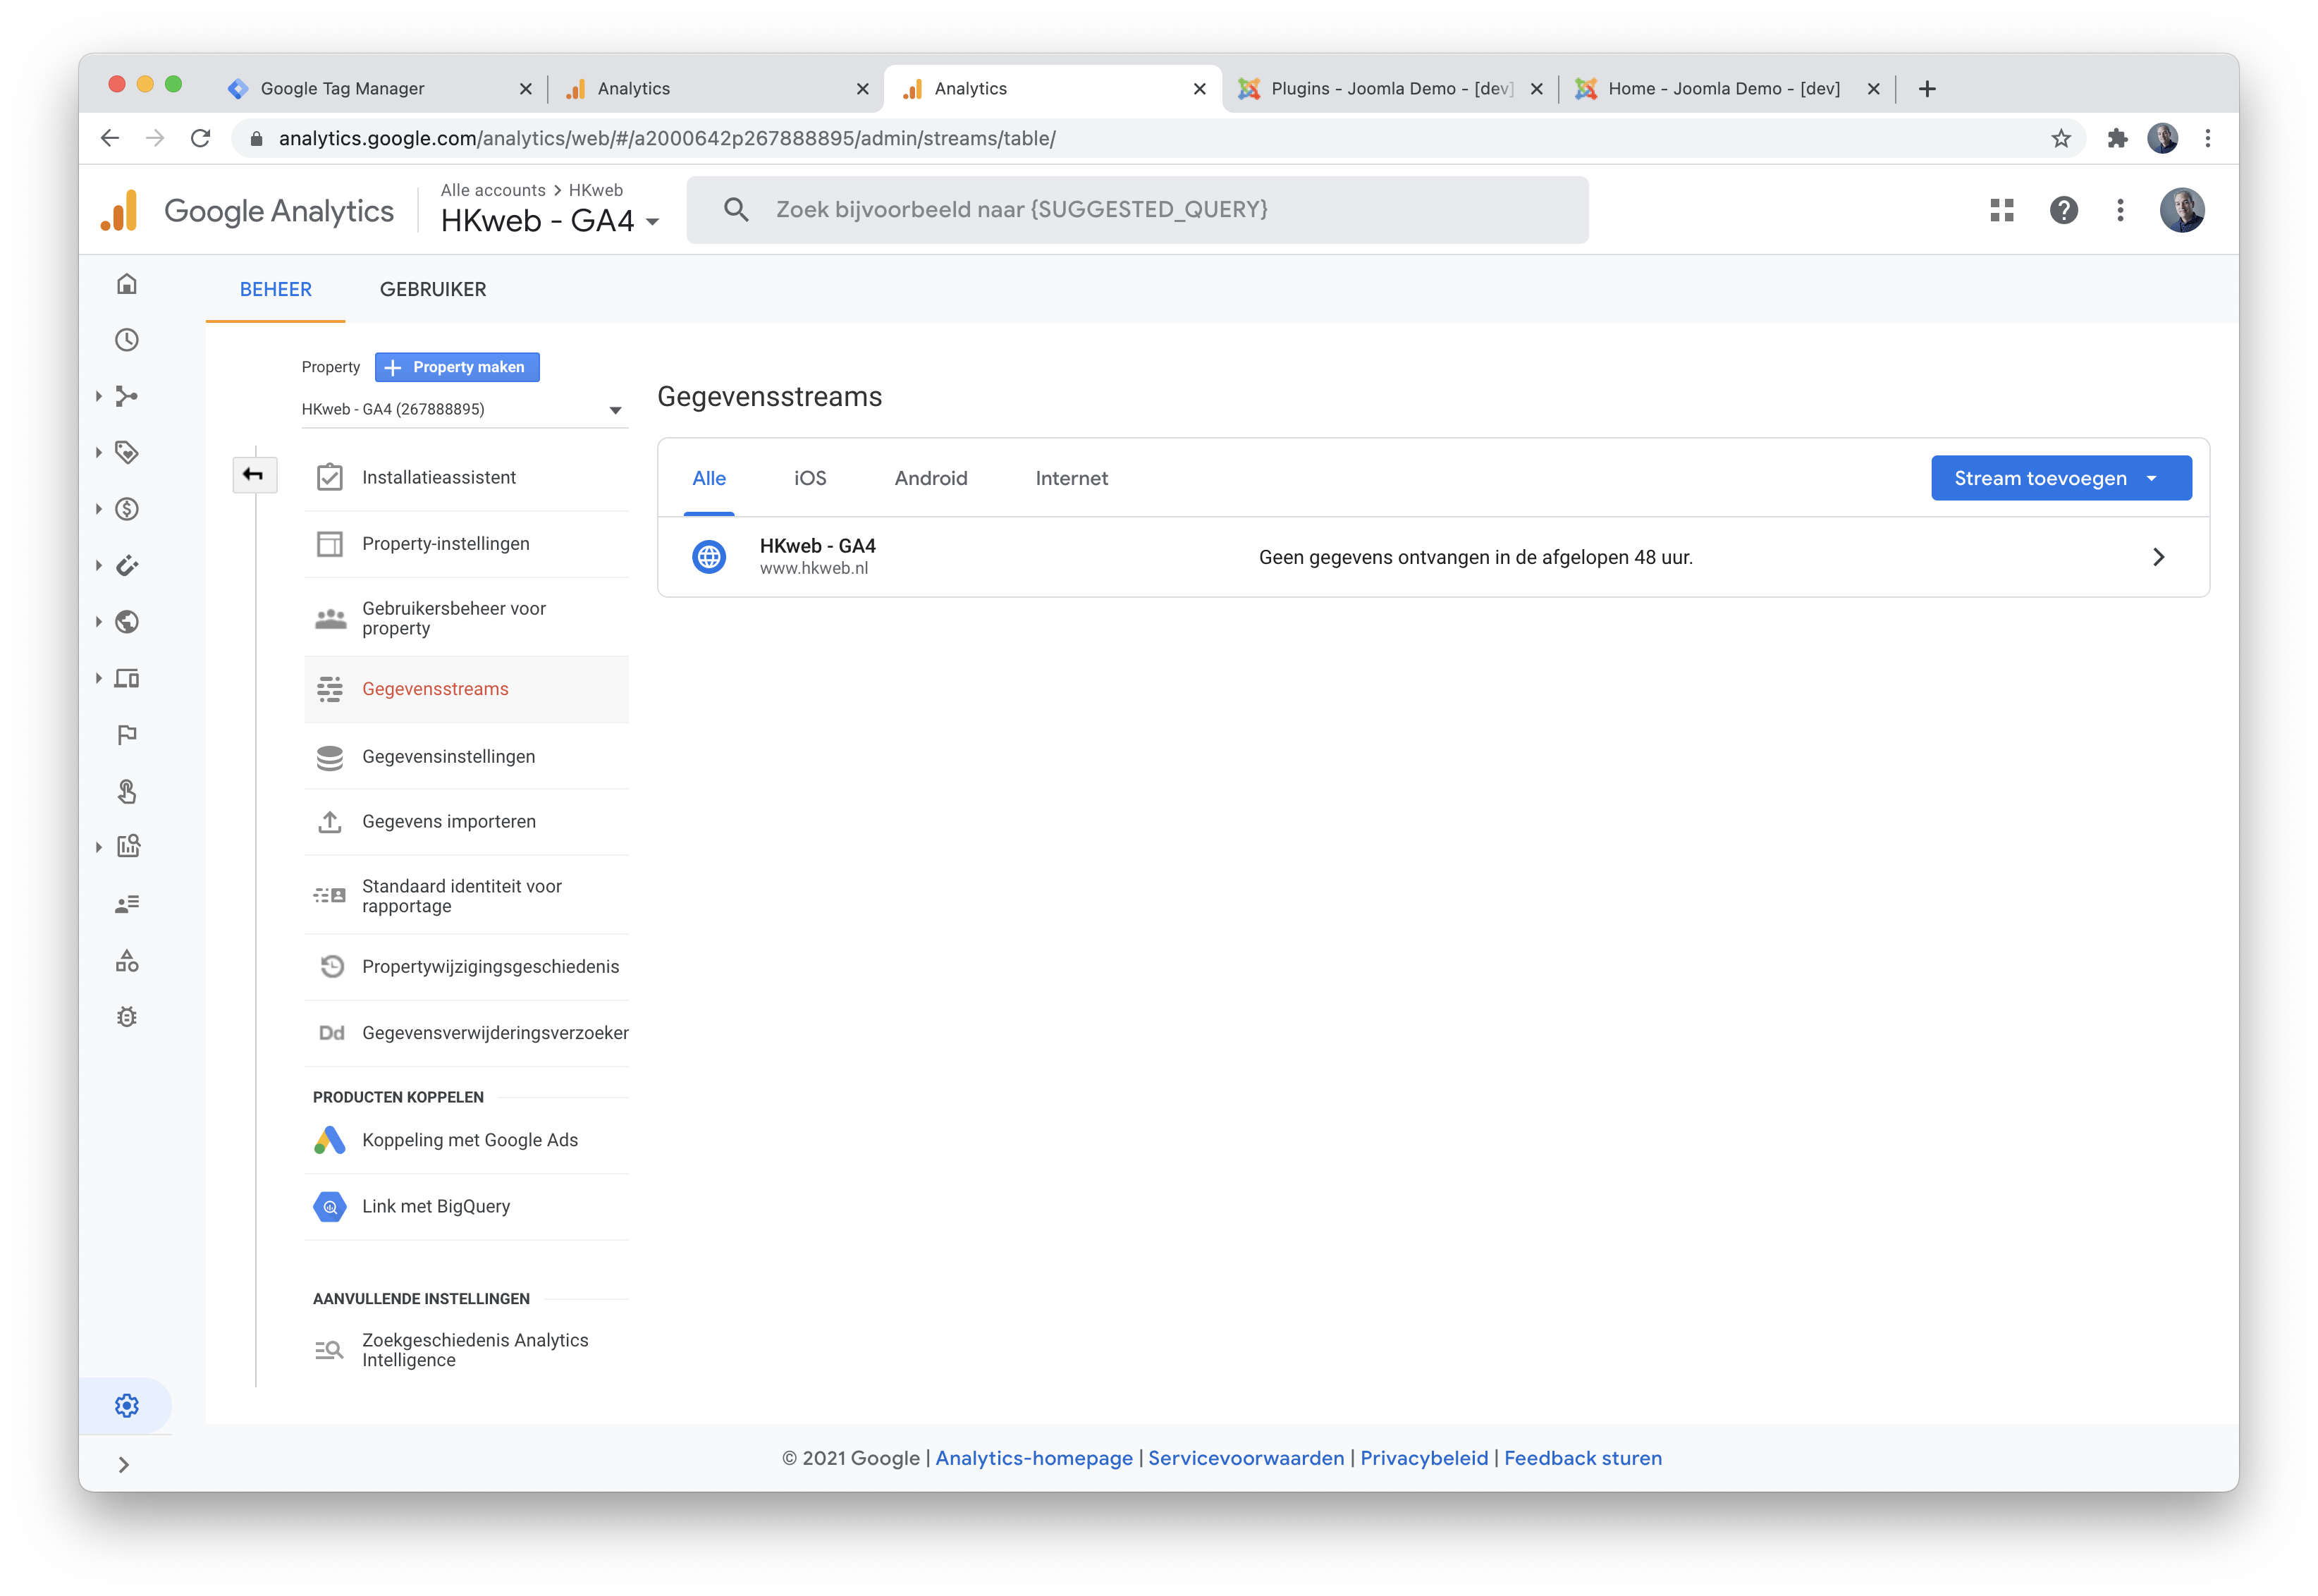 Google Tag Manager
Analytics
Analytics
Plugins - Joomla Demo - [dev]
Home - Joomla Demo - [dev]
analytics.google.com/analytics/web/#/a2000642p267888895/admin/streams/table/
Google Analytics
Alle accounts > HKweb
HKweb - GA4
Zoek bijvoorbeeld naar {SUGGESTED_QUERY}
BEHEER
GEBRUIKER
Property
Property maken
HKweb - GA4 (267888895)
Installatieassistent
Property-instellingen
Gebruikersbeheer voor
property
Gegevensstreams
Gegevensinstellingen
Gegevens importeren
Standaard identiteit voor
rapportage
Propertywijzigingsgeschiedenis
Dd Gegevensverwijderingsverzoeker
PRODUCTEN KOPPELEN
Koppeling met Google Ads
Link met BigQuery
AANVULLENDE INSTELLINGEN
Zoekgeschiedenis Analytics
Intelligence
Gegevensstreams
Alle
iOS
Android
Internet
Stream toevoegen
HKweb - GA4
www.hkweb.nl
Geen gegevens ontvangen in de afgelopen 48 uur.
© 2021 Google | Analytics-homepage | Servicevoorwaarden | Privacybeleid | Feedback sturen